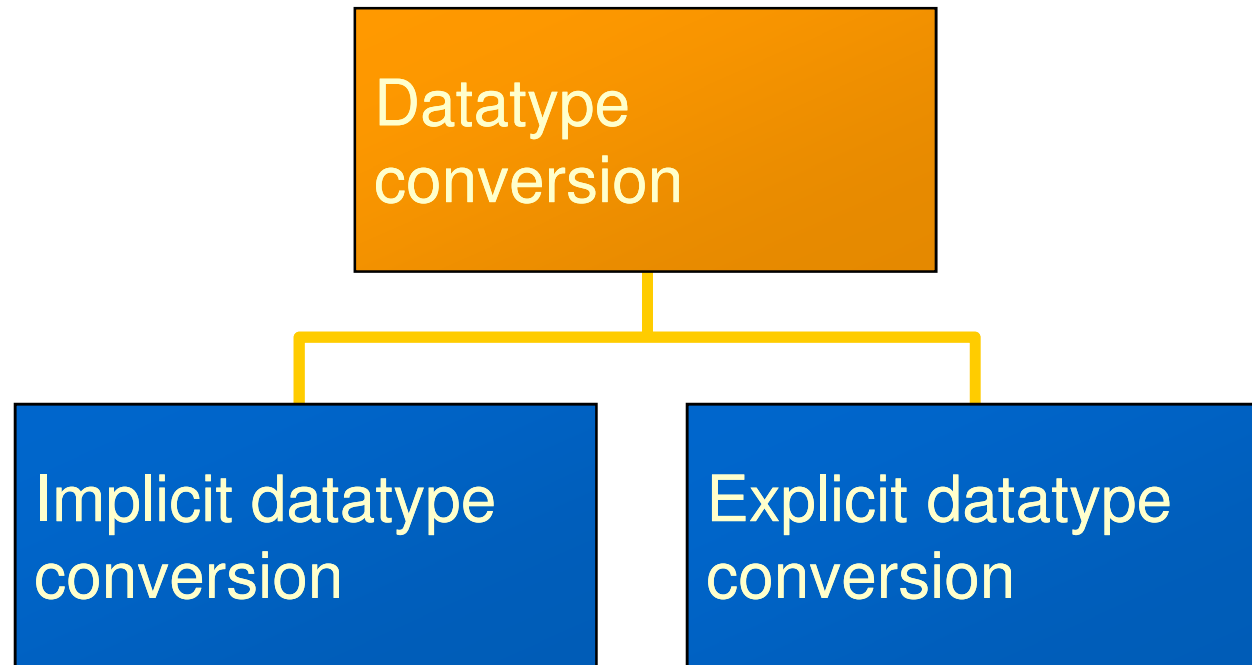 Datatype
conversion
Implicit datatype
conversion
Explicit datatype
conversion